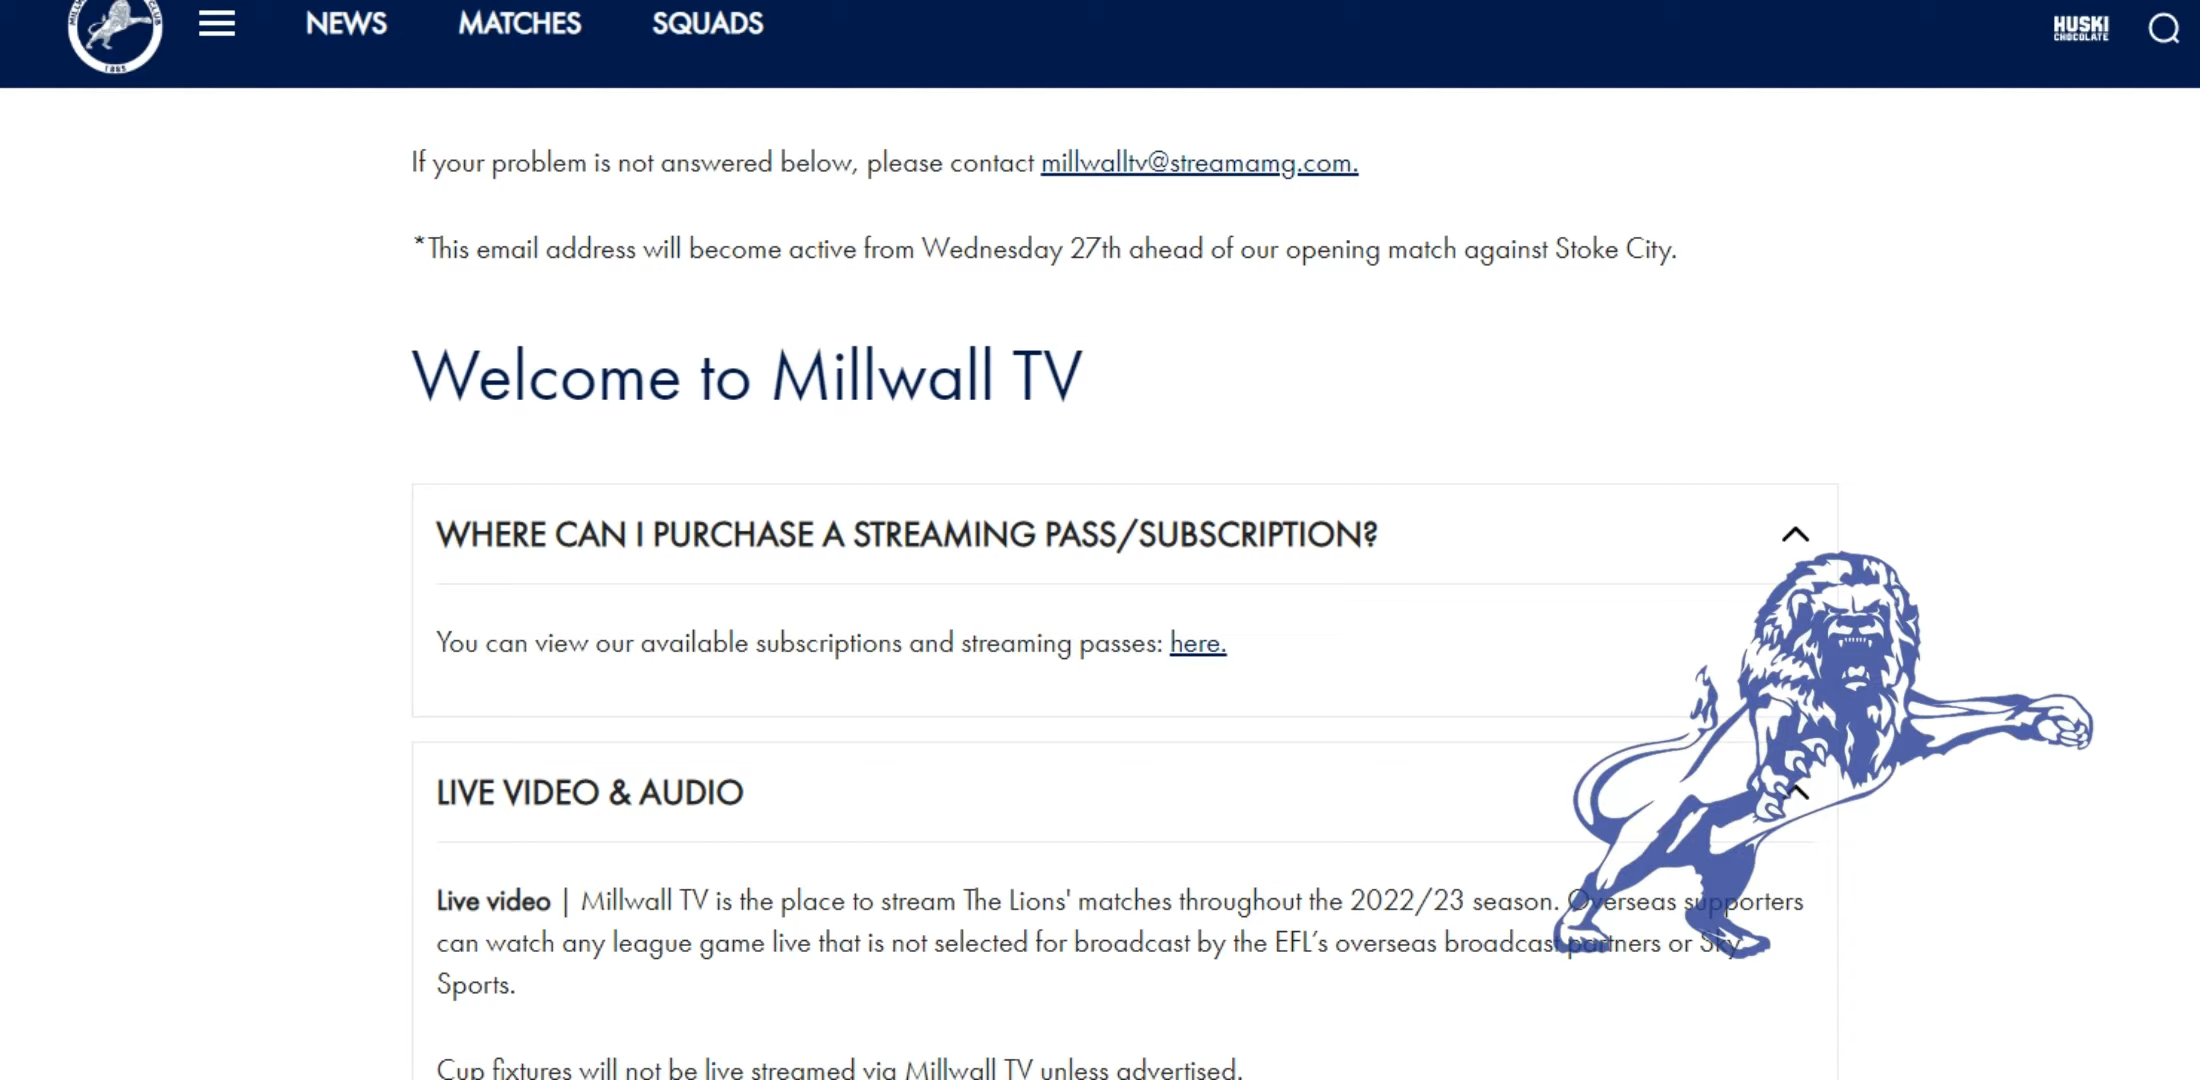 NEWS MATCHES SQUADS HUSKI
CHOCOLATE
1885
If your problem is not answered below, please contact millwalltv@streamamg.com.
*This email address will become active from Wednesday 27th ahead of our opening match against Stoke City.
Welcome to Millwall TV
WHERE CAN I PURCHASE A STREAMING PASS/SUBSCRIPTION?
You can view our available subscriptions and streaming passes: here.
LIVE VIDEO & AUDIO
Live video | Millwall TV is the place to stream The Lions' matches throughout the 2022/23 season. Overseas supporters
can watch any league game live that is not selected for broadcast by the EFL’s overseas broadcast partners or Sky
Sports.
Cup fixtures will not be live streamed via Millwall TV unless advertised.